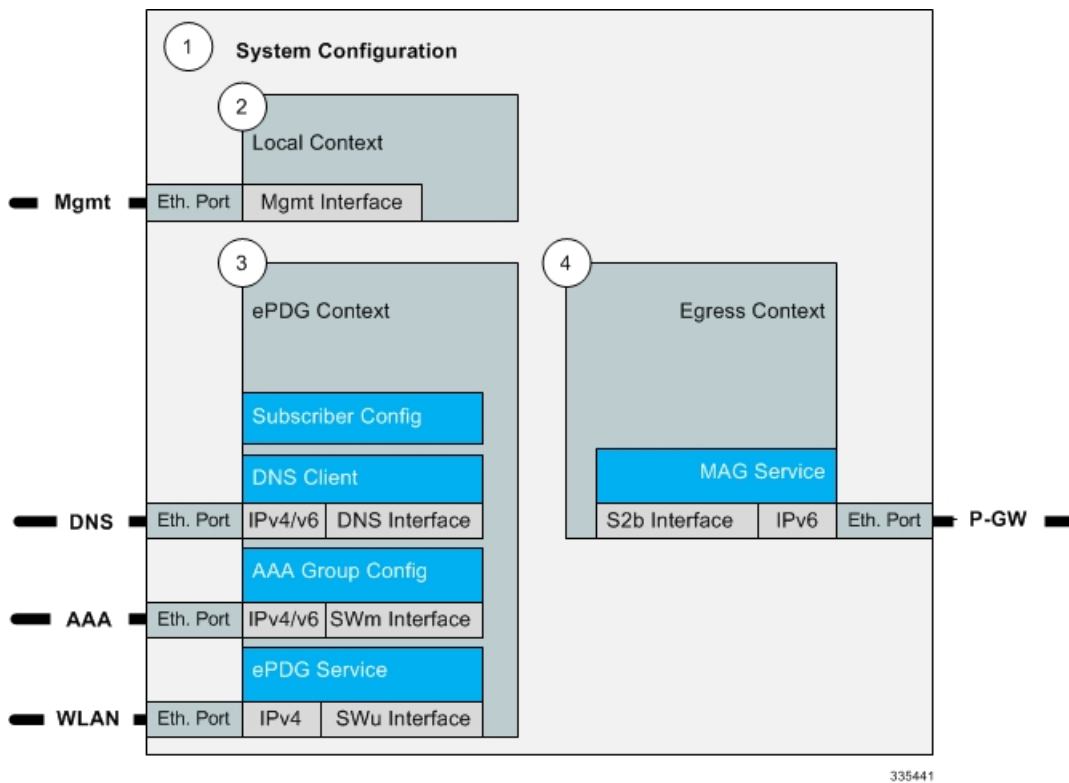 1
System Configuration
2
Local Context
Mgmt
Eth. Port
Mgmt Interface
3
ePDG Context
4
Egress Context
Subscriber Config
DNS Client
DNS
Eth. Port
IPv4/v6
DNS Interface
MAG Service
S2b Interface
IPv6
Eth. Port
P-GW
AAA Group Config
AAA
Eth. Port
IPv4/v6
SWm Interface
ePDG Service
WLAN
Eth. Port
IPv4
SWu Interface
335441